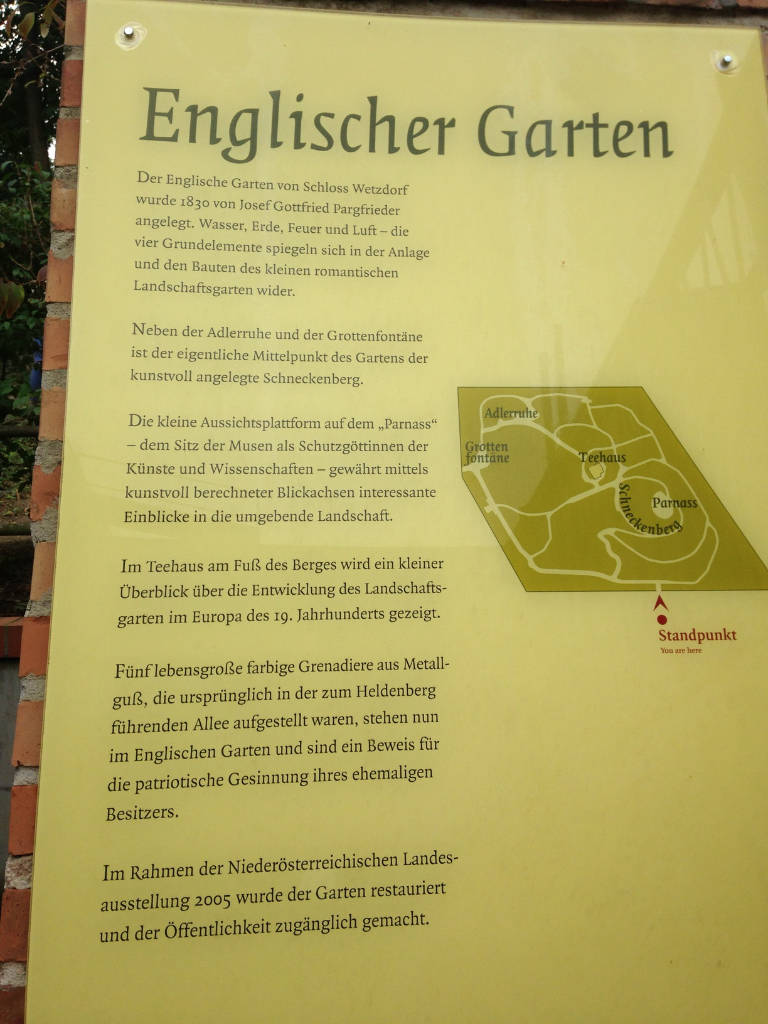 Englischer Garten
Der Englische Garten von Schloss Wetzdorf
wurde 1830 von Josef Gottfried Pargfrieder
angelegt. Wasser, Erde, Feuer und Luft – die
vier Grundelemente spiegeln sich in der Anlage
und den Bauten des kleinen romantischen
Landschaftsgarten wider.
Neben der Adlerruhe und der Grottenfontäne
ist der eigentliche Mittelpunkt des Gartens der
kunstvoll angelegte Schneckenberg.
Die kleine Aussichtsplattform auf dem „Parnass“
– dem Sitz der Musen als Schutzgöttinnen der
Künste und Wissenschaften – gewährt mittels
kunstvoll berechneter Blickachsen interessante
Einblicke in die umgebende Landschaft.
Im Teehaus am Fuß des Berges wird ein kleiner
Überblick über die Entwicklung des Landschafts-
garten im Europa des 19. Jahrhunderts gezeigt.
Fünf lebensgroße farbige Grenadiere aus Metall-
guß, die ursprünglich in der zum Heldenberg
führenden Allee aufgestellt waren, stehen nun
im Englischen Garten und sind ein Beweis für
die patriotische Gesinnung ihres ehemaligen
Besitzers.
Im Rahmen der Niederösterreichischen Landes-
ausstellung 2005 wurde der Garten restauriert
und der Öffentlichkeit zugänglich gemacht.
Adlerruhe
Grotten
fontäne
Teehaus
Parnass
Schneckenberg
Standpunkt
You are here